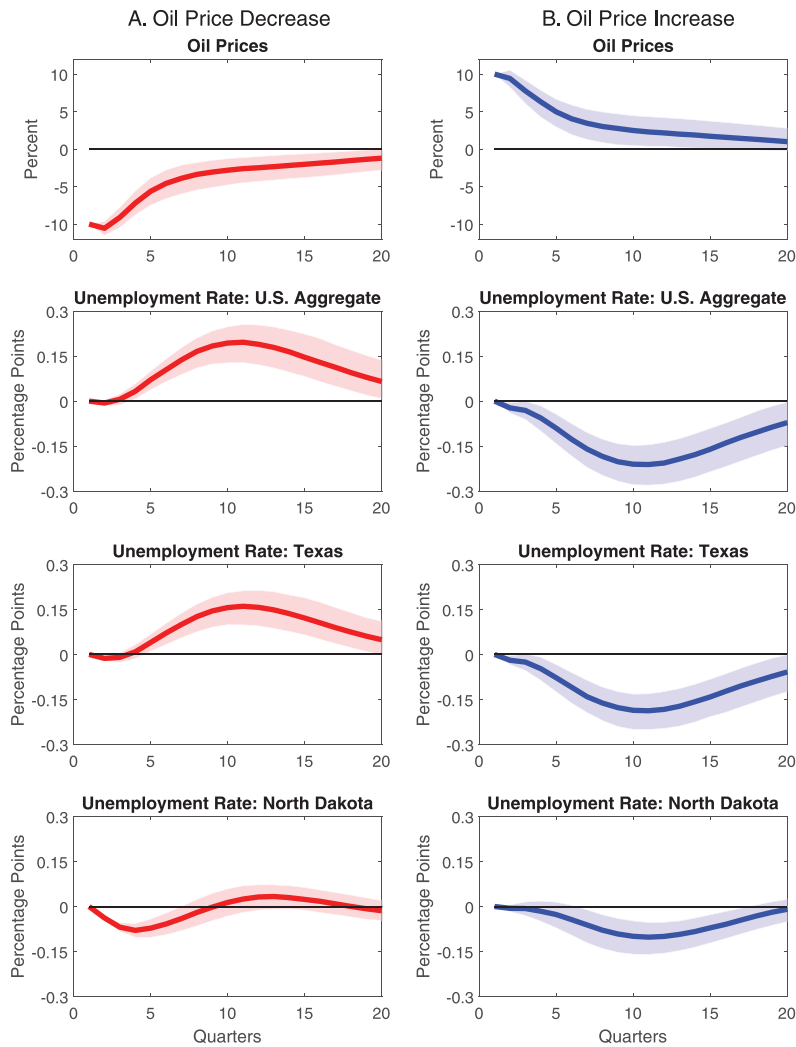 A. Oil Price Decrease
Oil Prices
Percent
10
5
0
-5
-10
0 5 10 15 20
Unemployment Rate: U.S. Aggregate
Percentage Points
0.3
0.15
0
-0.15
-0.3
0 5 10 15 20
Unemployment Rate: Texas
Percentage Points
0.3
0.15
0
-0.15
-0.3
0 5 10 15 20
Unemployment Rate: North Dakota
Percentage Points
0.3
0.15
0
-0.15
-0.3
0 5 10 15 20
Quarters
B. Oil Price Increase
Oil Prices
Percent
10
5
0
-5
-10
0 5 10 15 20
Unemployment Rate: U.S. Aggregate
Percentage Points
0.3
0.15
0
-0.15
-0.3
0 5 10 15 20
Unemployment Rate: Texas
Percentage Points
0.3
0.15
0
-0.15
-0.3
0 5 10 15 20
Unemployment Rate: North Dakota
Percentage Points
0.3
0.15
0
-0.15
-0.3
0 5 10 15 20
Quarters